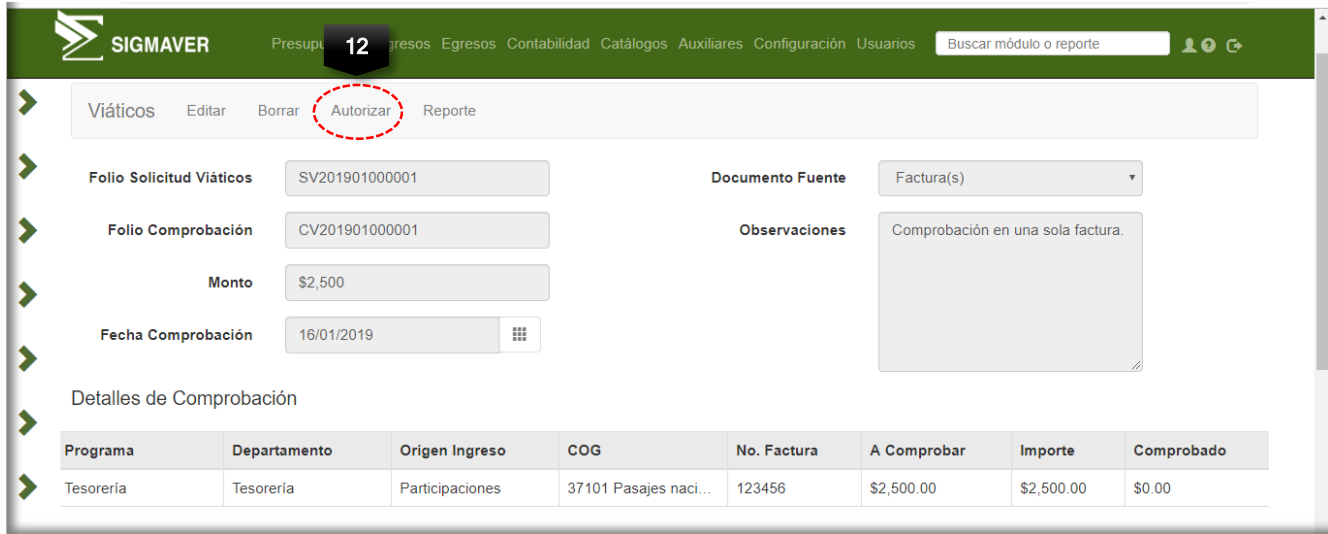 SIGMAVER
12
Egresos Contabilidad Catálogos Auxiliares Configuración Usuarios
Buscar módulo o reporte
Viáticos Editar Borrar Autorizar Reporte
Folio Solicitud Viáticos SV201901000001 Documento Fuente Factura(s)
Folio Comprobación CV201901000001 Observaciones Comprobación en una sola factura.
Monto $2,500
Fecha Comprobación 16/01/2019
Detalles de Comprobación
Programa Departamento Origen Ingreso COG No. Factura A Comprobar Importe Comprobado
Tesorería Tesorería Participaciones 37101 Pasajes naci... 123456 $2,500.00 $2,500.00 $0.00